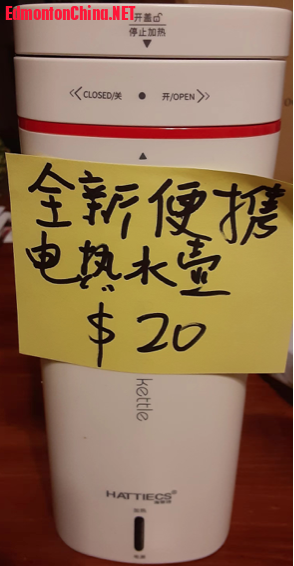 EdmontonChina.NET
开盖
停止加热
CLOSED/关
开/OPEN
全新便携
电热水壶
$20
kettle
HATTIECS®